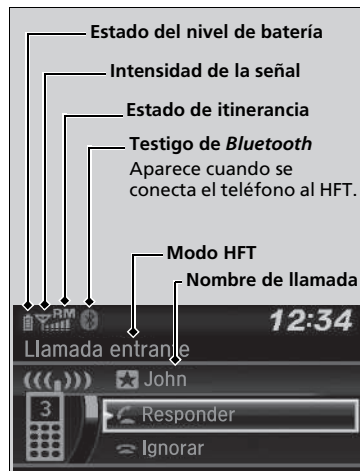 Estado del nivel de batería
Intensidad de la señal
Estado de itinerancia
Testigo de Bluetooth
Aparece cuando se
conecta el teléfono al HFT.
Modo HFT
Nombre de llamada
RM
12:34
Llamada entrante
John
3
Responder
Ignorar